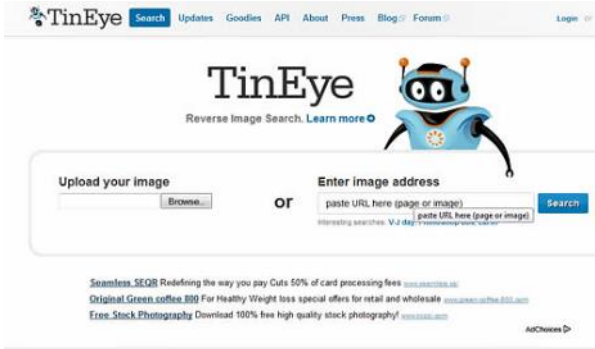 TinEye Search Updates Goodies API About Press Blog Forum Login or
TinEye
Reverse Image Search. Learn more
Upload your image
Browse...
or
Enter image address
paste URL here (page or image)
Search
paste URL here (page or image)
Interesting searches: V-J day,
Seamless SEQR Redefining the way you pay Cuts 50% of card processing fees
Original Green coffee 800 For Healthy Weight loss special offers for retail and wholesale
Free Stock Photography Download 100% free high quality stock photography!
AdChoices